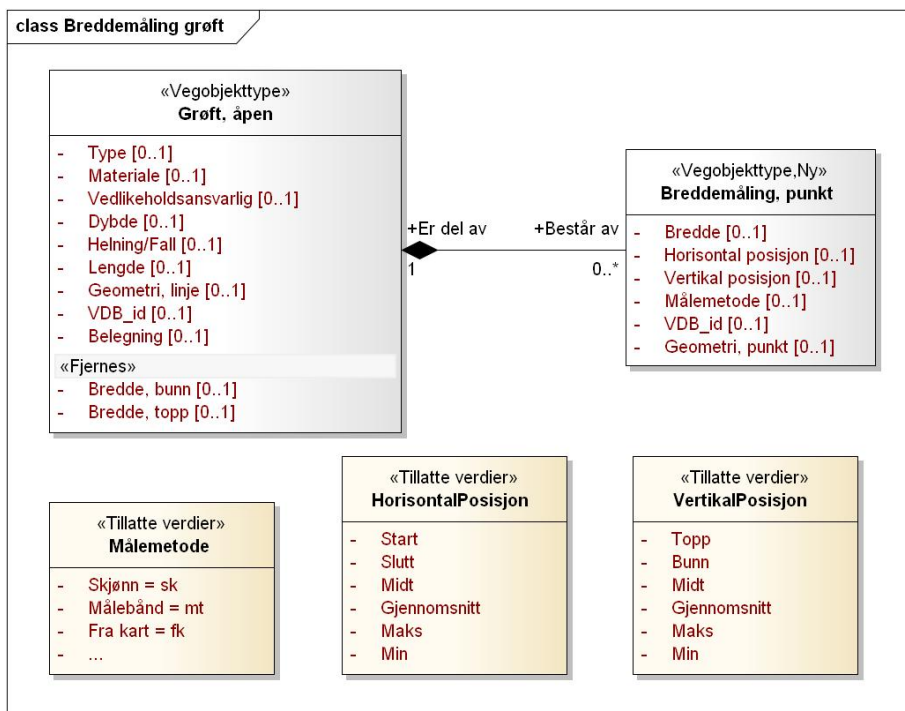 class Breddemåling grøft
«Vegobjekttype»
Grøft, åpen
- Type [0..1]
- Materiale [0..1]
- Vedlikeholdsansvarlig [0..1]
- Dybde [0..1]
- Helning/Fall [0..1]
- Lengde [0..1]
- Geometri, linje [0..1]
- VDB_id [0..1]
- Belegning [0..1]
«Fjernes»
- Bredde, bunn [0..1]
- Bredde, topp [0..1]
+Er del av
1
+Består av
0..*
«Vegobjekttype,Ny»
Breddemåling, punkt
- Bredde [0..1]
- Horisontal posisjon [0..1]
- Vertikal posisjon [0..1]
- Målemetode [0..1]
- VDB_id [0..1]
- Geometri, punkt [0..1]
«Tillatte verdier»
Målemetode
- Skjønn = sk
- Målebånd = mt
- Fra kart = fk
- ...
«Tillatte verdier»
HorisontalPosisjon
- Start
- Slutt
- Midt
- Gjennomsnitt
- Maks
- Min
«Tillatte verdier»
VertikalPosisjon
- Topp
- Bunn
- Midt
- Gjennomsnitt
- Maks
- Min